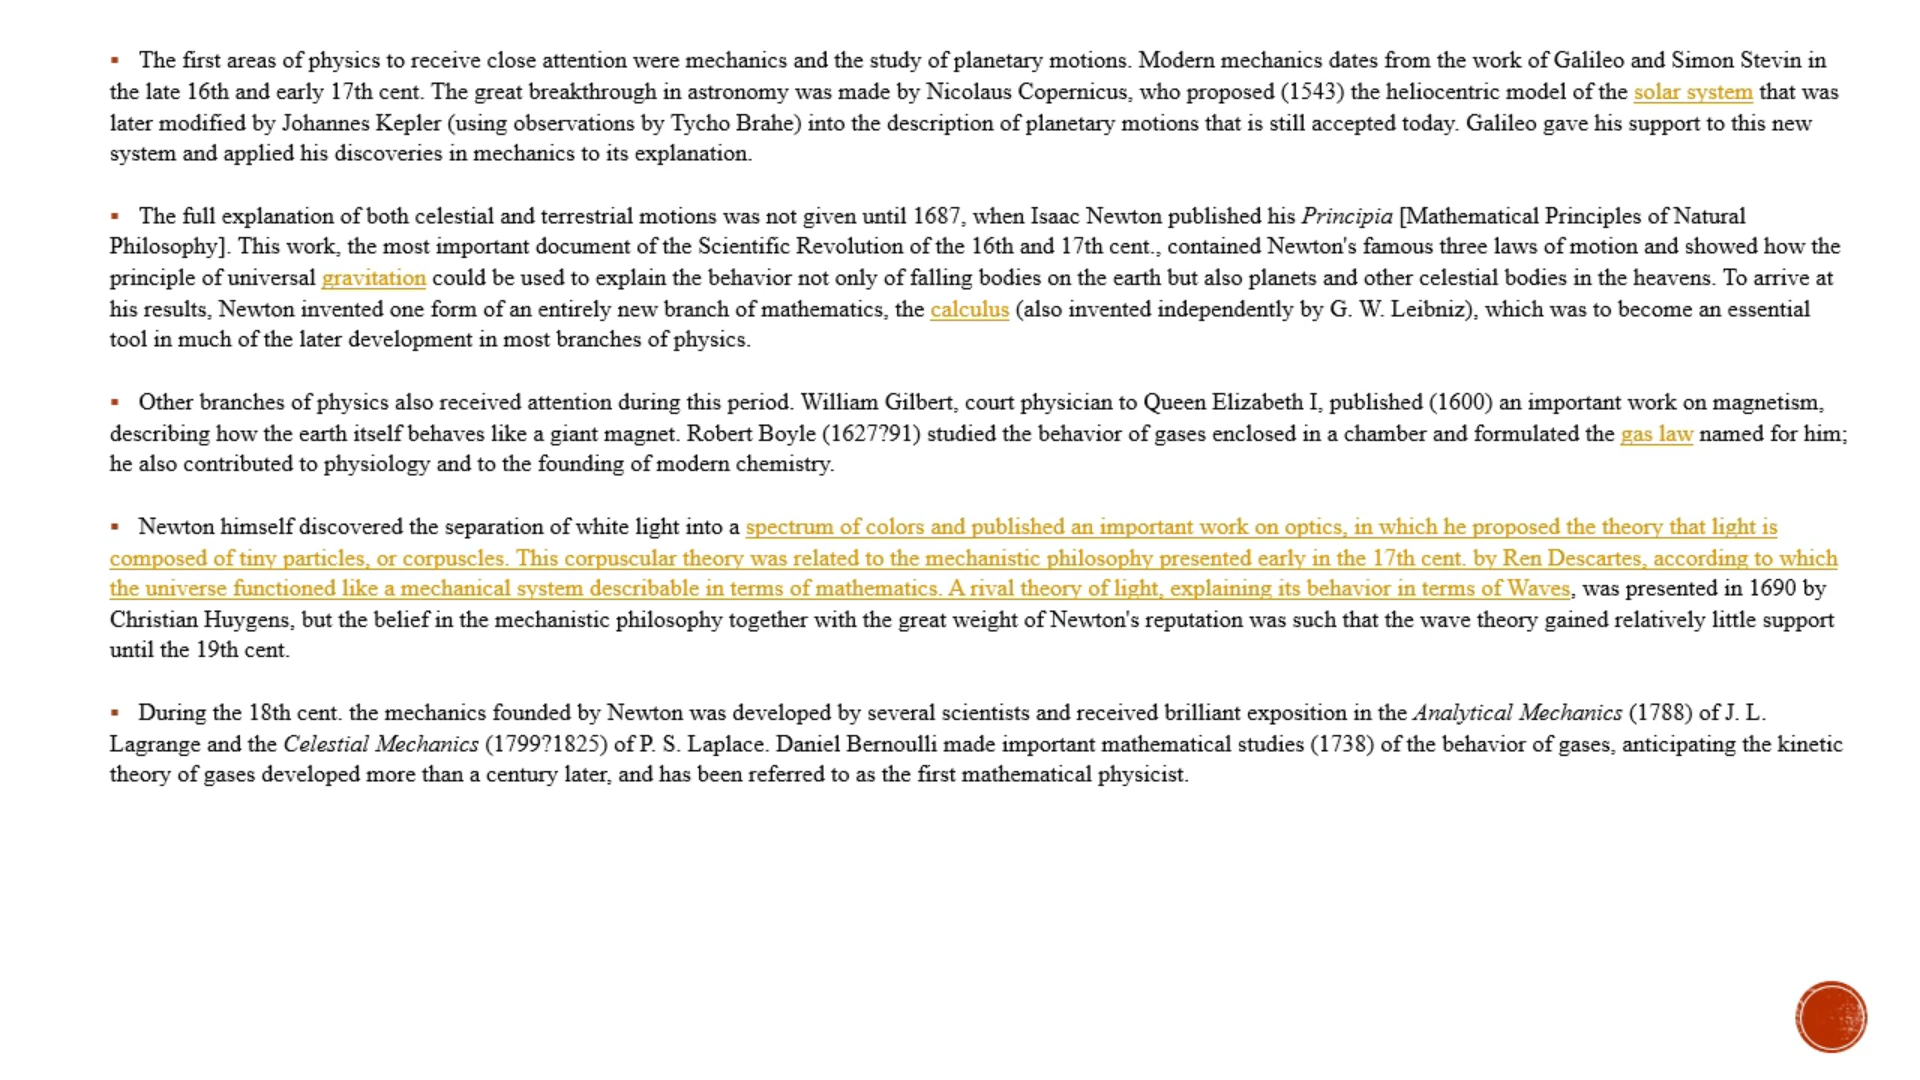 ▪ The first areas of physics to receive close attention were mechanics and the study of planetary motions. Modern mechanics dates from the work of Galileo and Simon Stevin in
the late 16th and early 17th cent. The great breakthrough in astronomy was made by Nicolaus Copernicus, who proposed (1543) the heliocentric model of the solar system that was
later modified by Johannes Kepler (using observations by Tycho Brahe) into the description of planetary motions that is still accepted today. Galileo gave his support to this new
system and applied his discoveries in mechanics to its explanation.
▪ The full explanation of both celestial and terrestrial motions was not given until 1687, when Isaac Newton published his Principia [Mathematical Principles of Natural
Philosophy]. This work, the most important document of the Scientific Revolution of the 16th and 17th cent., contained Newton's famous three laws of motion and showed how the
principle of universal gravitation could be used to explain the behavior not only of falling bodies on the earth but also planets and other celestial bodies in the heavens. To arrive at
his results, Newton invented one form of an entirely new branch of mathematics, the calculus (also invented independently by G. W. Leibniz), which was to become an essential
tool in much of the later development in most branches of physics.
▪ Other branches of physics also received attention during this period. William Gilbert, court physician to Queen Elizabeth I, published (1600) an important work on magnetism,
describing how the earth itself behaves like a giant magnet. Robert Boyle (1627?91) studied the behavior of gases enclosed in a chamber and formulated the gas law named for him;
he also contributed to physiology and to the founding of modern chemistry.
▪ Newton himself discovered the separation of white light into a spectrum of colors and published an important work on optics, in which he proposed the theory that light is
composed of tiny particles, or corpuscles. This corpuscular theory was related to the mechanistic philosophy presented early in the 17th cent. by Ren Descartes, according to which
the universe functioned like a mechanical system describable in terms of mathematics. A rival theory of light, explaining its behavior in terms of Waves, was presented in 1690 by
Christian Huygens, but the belief in the mechanistic philosophy together with the great weight of Newton's reputation was such that the wave theory gained relatively little support
until the 19th cent.
▪ During the 18th cent. the mechanics founded by Newton was developed by several scientists and received brilliant exposition in the Analytical Mechanics (1788) of J. L.
Lagrange and the Celestial Mechanics (1799?1825) of P. S. Laplace. Daniel Bernoulli made important mathematical studies (1738) of the behavior of gases, anticipating the kinetic
theory of gases developed more than a century later, and has been referred to as the first mathematical physicist.